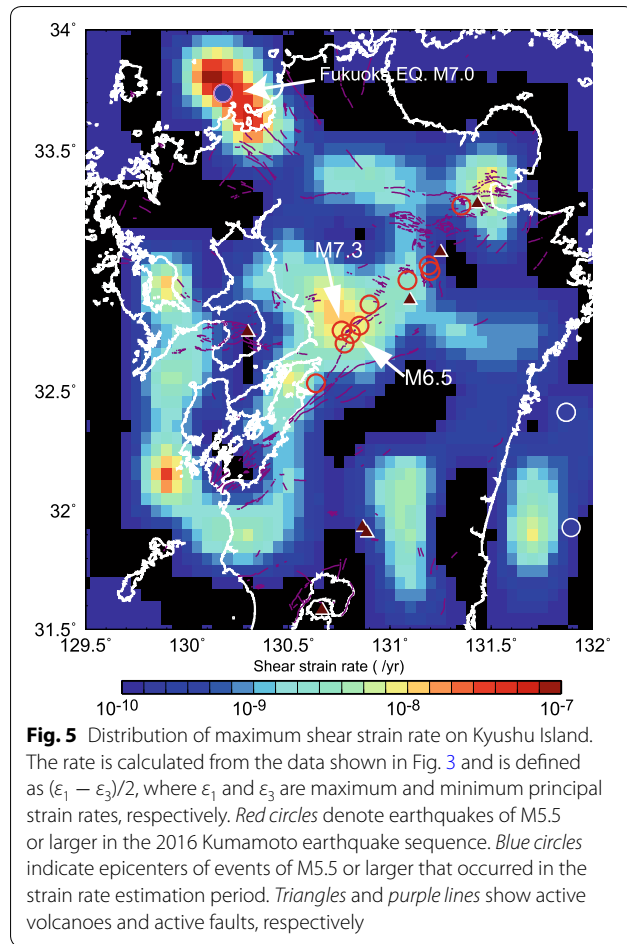 34°
Fukuoka EQ. M7.0
33.5°
M7.3
33°
M6.5
32.5°
32°
31.5°
129.5° 130° 130.5° 131° 131.5° 132°
Shear strain rate ( /yr)
10-10 10-9 10-8 10-7
Fig. 5 Distribution of maximum shear strain rate on Kyushu Island.
The rate is calculated from the data shown in Fig. 3 and is defined
as (ε1 − ε3)/2, where ε1 and ε3 are maximum and minimum principal
strain rates, respectively. Red circles denote earthquakes of M5.5
or larger in the 2016 Kumamoto earthquake sequence. Blue circles
indicate epicenters of events of M5.5 or larger that occurred in the
strain rate estimation period. Triangles and purple lines show active
volcanoes and active faults, respectively